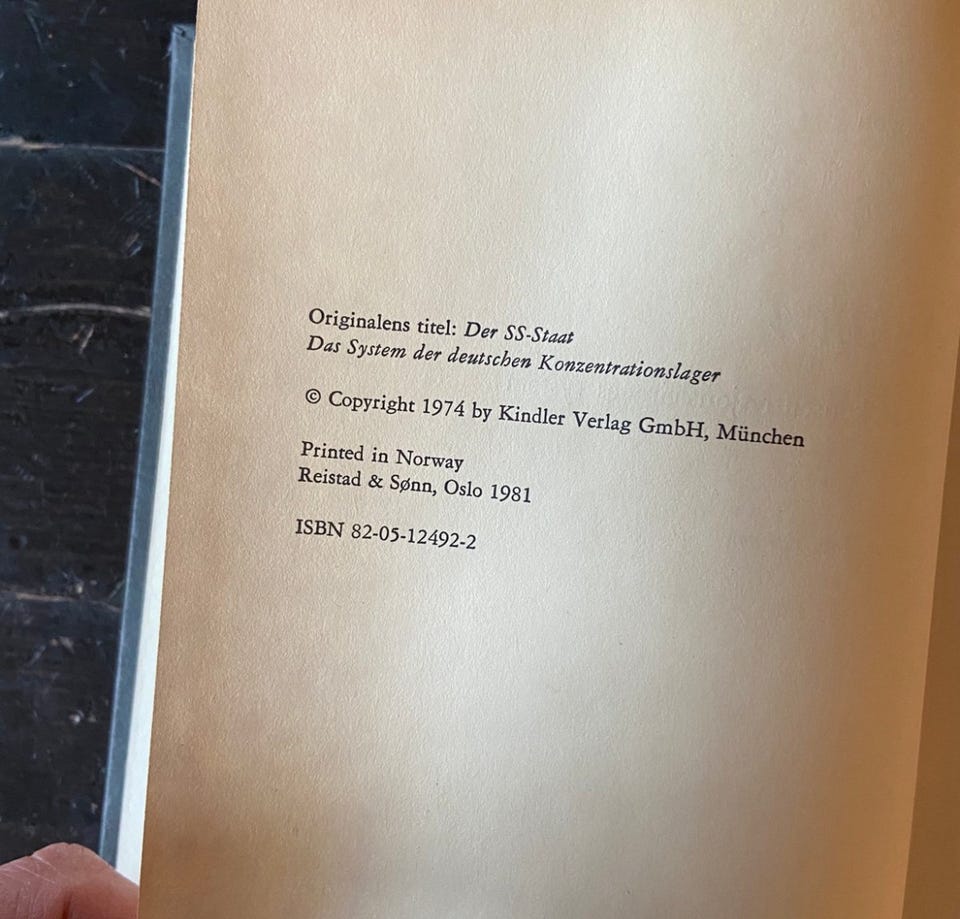 Originalens titel: Der SS-Staat
Das System der deutschen Konzentrationslager
© Copyright 1974 by Kindler Verlag GmbH, München
Printed in Norway
Reistad & Sønn, Oslo 1981
ISBN 82-05-12492-2